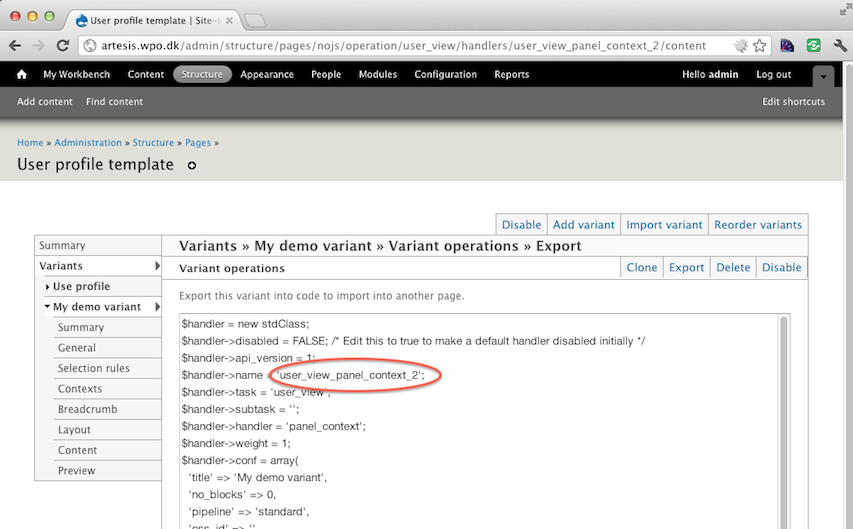 User profile template | Site-
artesis.wpo.dk/admin/structure/pages/nojs/operation/user_view/handlers/user_view_panel_context_2/content
My Workbench Content Structure Appearance People Modules Configuration Reports Hello admin Log out
Add content Find content Edit shortcuts
Home » Administration » Structure » Pages »
User profile template
Disable Add variant Import variant Reorder variants
Summary
Variants
Use profile
My demo variant
Summary
General
Selection rules
Contexts
Breadcrumb
Layout
Content
Preview
Variants » My demo variant » Variant operations » Export
Variant operations Clone Export Delete Disable
Export this variant into code to import into another page.
$handler = new stdClass;
$handler->disabled = FALSE; /* Edit this to true to make a default handler disabled initially */
$handler->api_version = 1;
$handler->name = 'user_view_panel_context_2';
$handler->task = 'user_view';
$handler->subtask = '';
$handler->handler = 'panel_context';
$handler->weight = 1;
$handler->conf = array(
'title' => 'My demo variant',
'no_blocks' => 0,
'pipeline' => 'standard',
'css_id' => ''